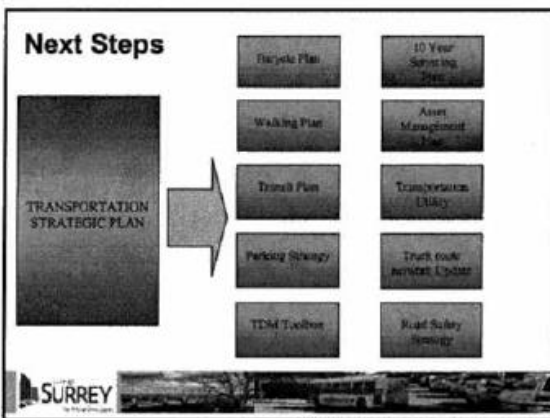 Next Steps
TRANSPORTATION
STRATEGIC PLAN
Bicycle Plan
Walking Plan
Transit Plan
Parking Strategy
TDM Toolbox
10 Year
Servicing
Plan
Asset
Management
Plan
Transportation
Utility
Truck route
network Update
Road Safety
Strategy
SURREY